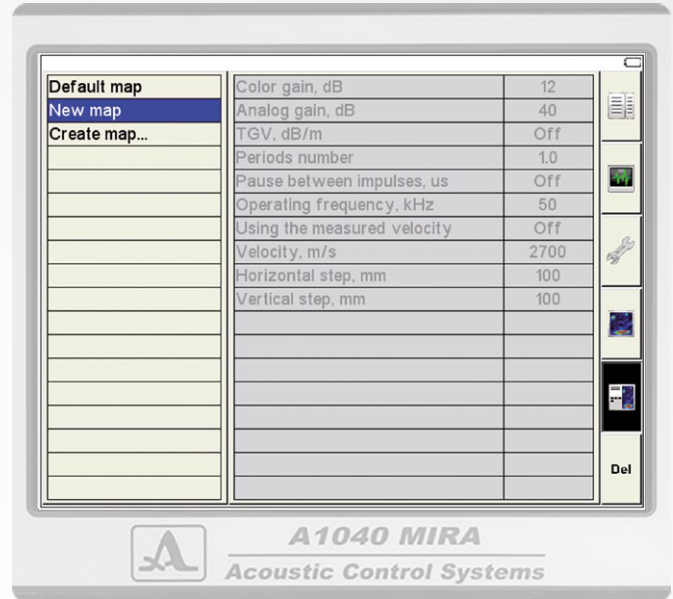 Default map
New map
Create map...
Color gain, dB 12
Analog gain, dB 40
TGV, dB/m Off
Periods number 1.0
Pause between impulses, us Off
Operating frequency, kHz 50
Using the measured velocity Off
Velocity, m/s 2700
Horizontal step, mm 100
Vertical step, mm 100
Del
A1040 MIRA
Acoustic Control Systems